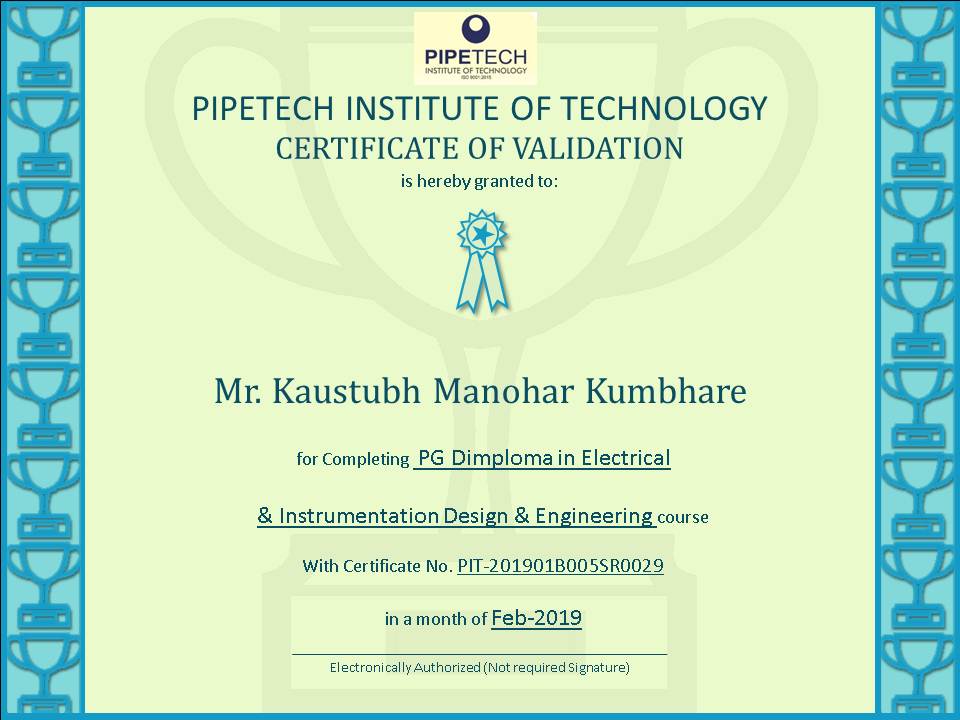 PIPETECH
INSTITUTE OF TECHNOLOGY
ISO 9001:2015
PIPETECH INSTITUTE OF TECHNOLOGY
CERTIFICATE OF VALIDATION
is hereby granted to:
Mr. Kaustubh Manohar Kumbhare
for Completing PG Dimploma in Electrical
& Instrumentation Design & Engineering course
With Certificate No. PIT-201901B005SR0029
in a month of Feb-2019
Electronically Authorized (Not required Signature)